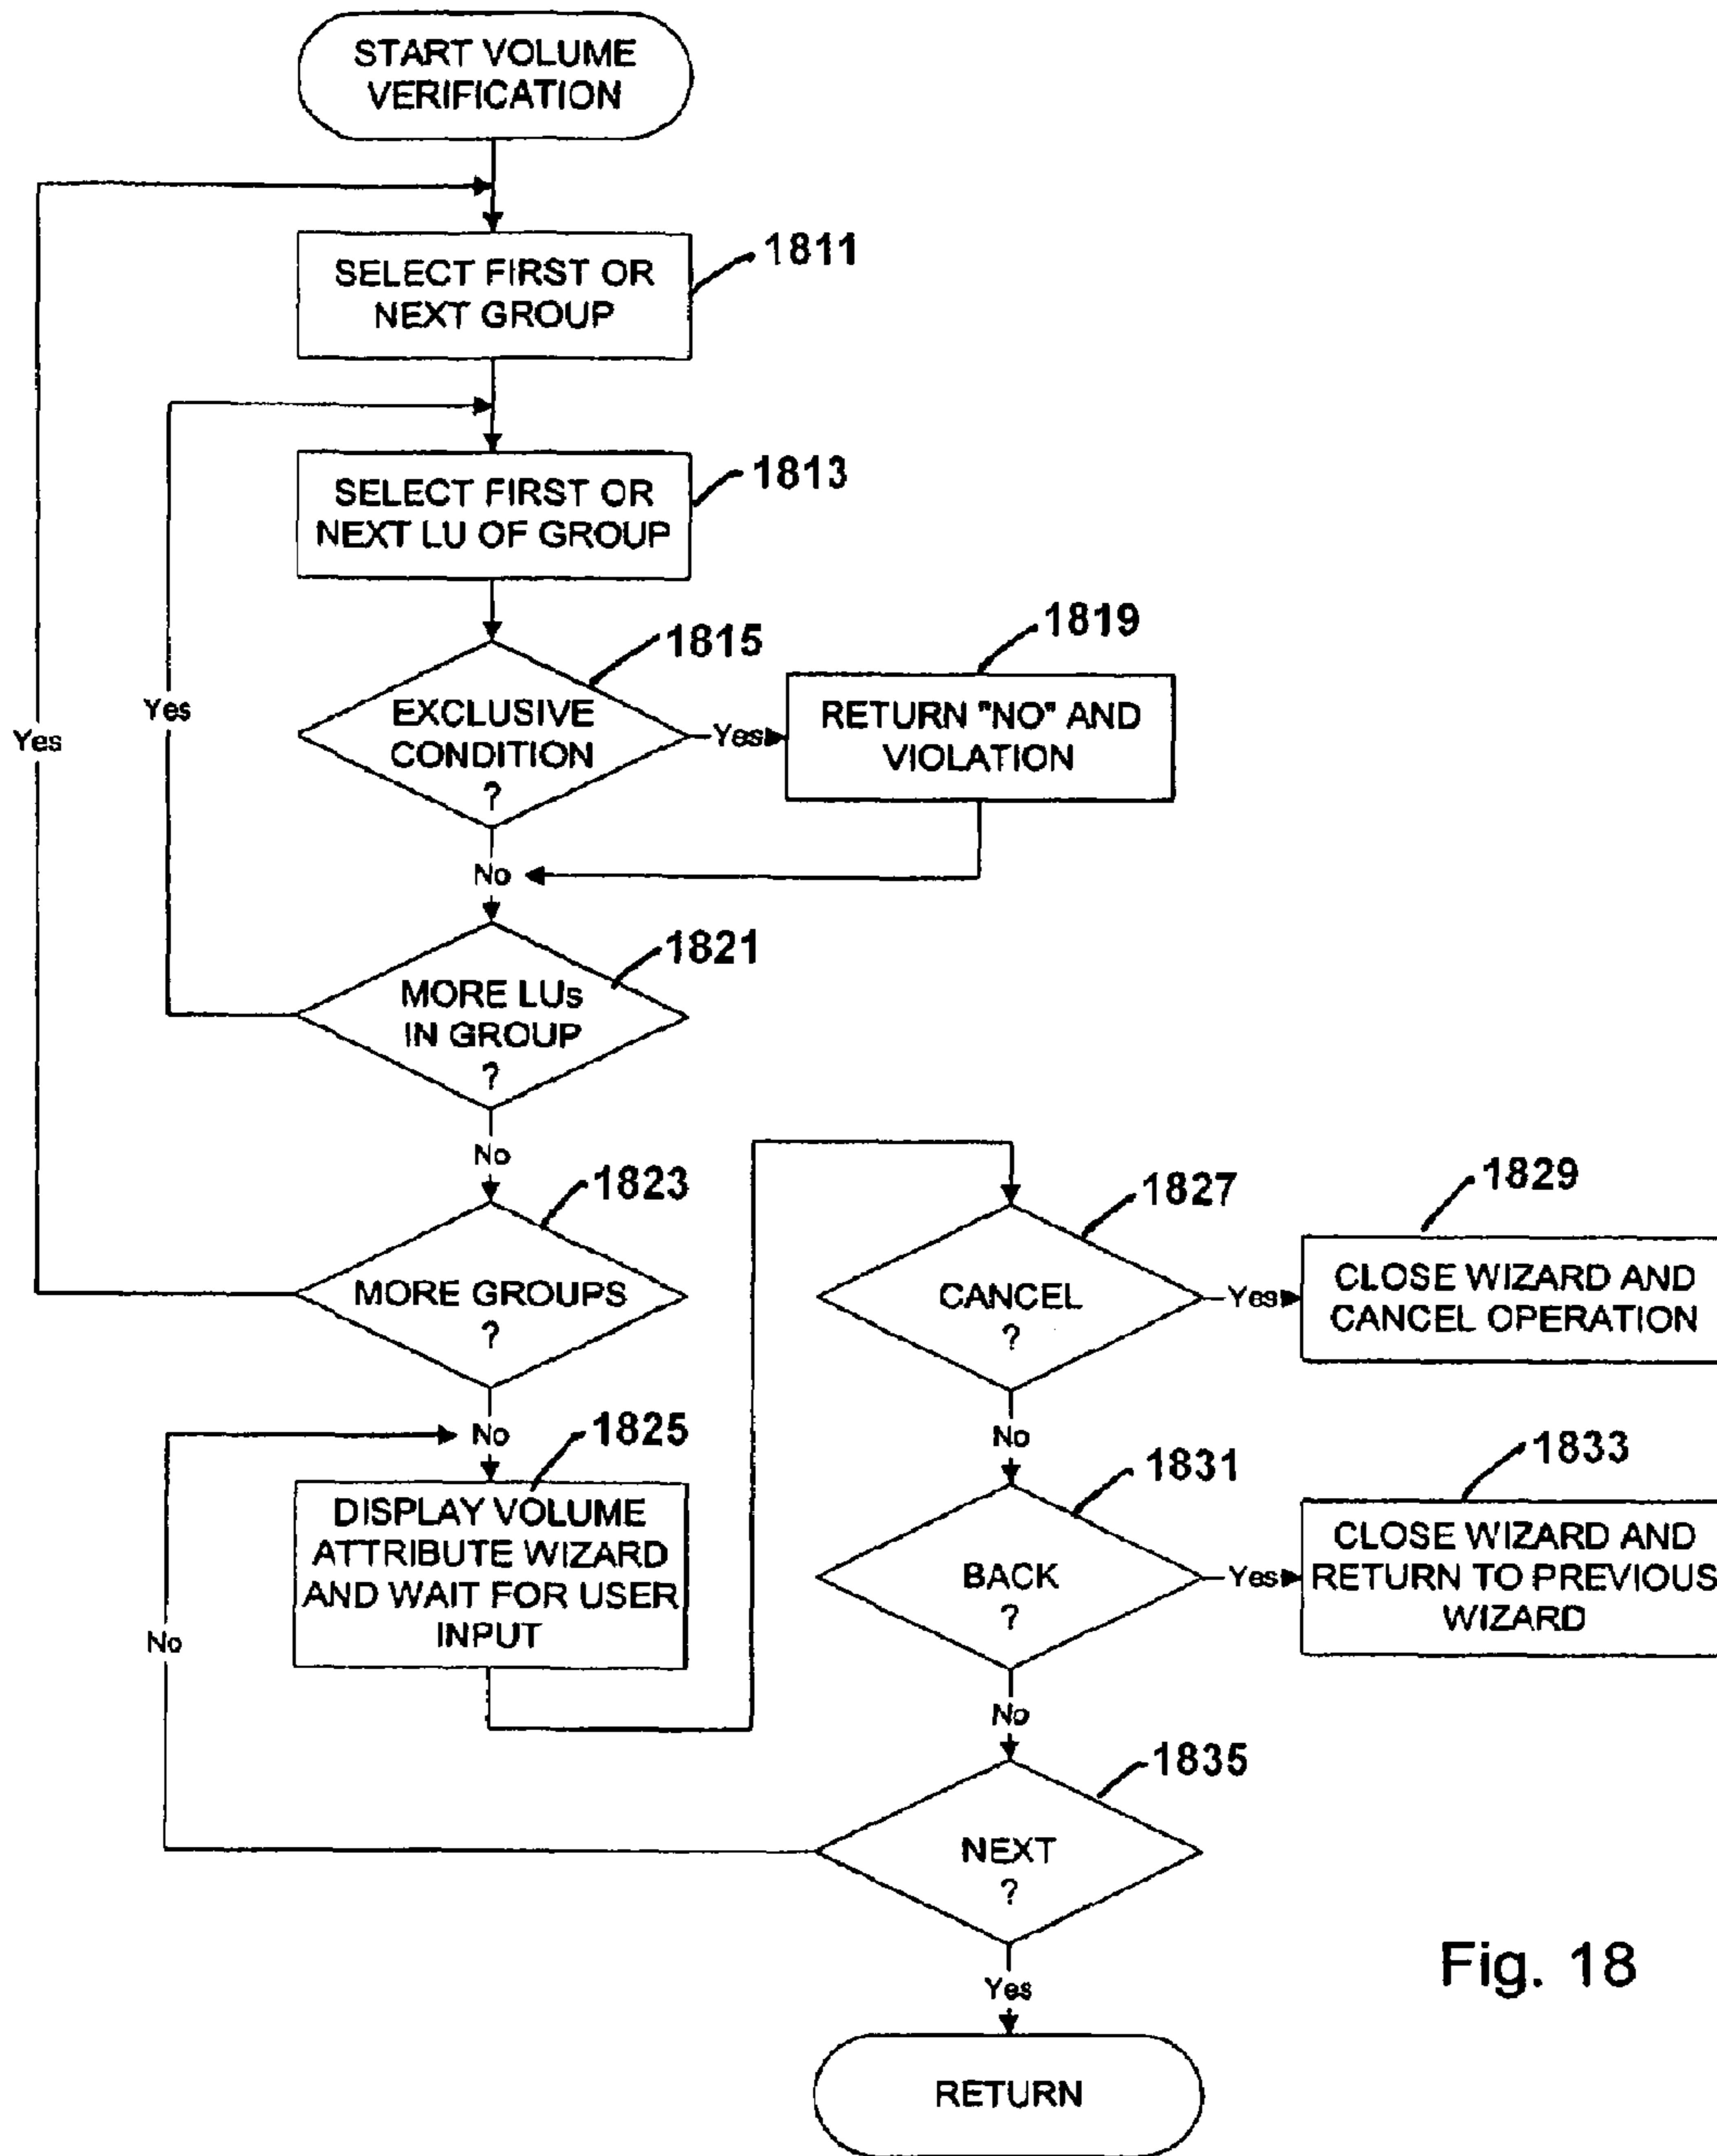 START VOLUME
VERIFICATION
1811
SELECT FIRST OR
NEXT GROUP
1813
SELECT FIRST OR
NEXT LU OF GROUP
1815
EXCLUSIVE
CONDITION
?
Yes
1819
RETURN "NO" AND
VIOLATION
No
1821
MORE LUs
IN GROUP
?
Yes
No
1823
MORE GROUPS
?
Yes
No
1825
DISPLAY VOLUME
ATTRIBUTE WIZARD
AND WAIT FOR USER
INPUT
1827
CANCEL
?
Yes
1829
CLOSE WIZARD AND
CANCEL OPERATION
No
1831
BACK
?
Yes
1833
CLOSE WIZARD AND
RETURN TO PREVIOUS
WIZARD
No
1835
NEXT
?
No
Yes
RETURN
Fig. 18